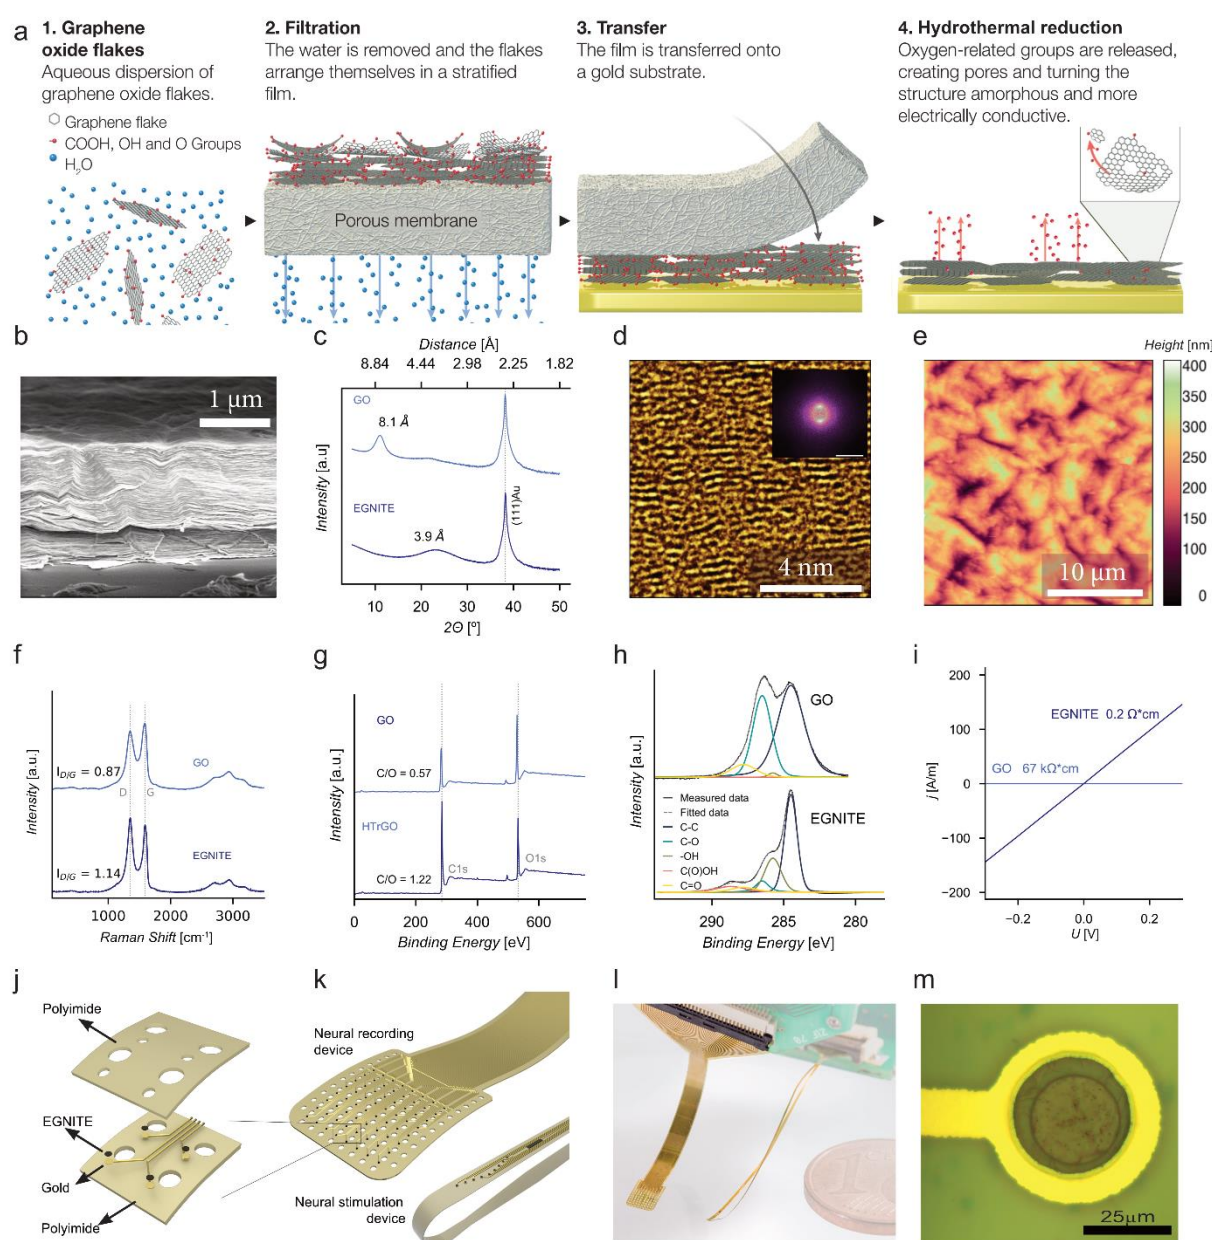 a
1. Graphene
oxide flakes
Aqueous dispersion of
graphene oxide flakes.
Graphene flake
COOH, OH and O Groups
H₂O
2. Filtration
The water is removed and the flakes
arrange themselves in a stratified
film.
Porous membrane
3. Transfer
The film is transferred onto
a gold substrate.
4. Hydrothermal reduction
Oxygen-related groups are released,
creating pores and turning the
structure amorphous and more
electrically conductive.
b
1 µm
c
Distance [Å]
8.84 4.44 2.98 2.25 1.82
GO
8.1 Å
EGNITE
3.9 Å
(111)Au
Intensity [a.u]
10 20 30 40 50
2Θ [º]
d
4 nm
e
Height [nm]
400
350
300
250
200
150
100
0
10 µm
f
I D/G = 0.87
GO
D G
I D/G = 1.14
EGNITE
Intensity [a.u.]
0 1000 2000 3000
Raman Shift [cm⁻¹]
g
GO
C/O = 0.57
HTrGO
C1s
O1s
C/O = 1.22
Intensity [a.u.]
0 200 400 600
Binding Energy [eV]
h
GO
Measured data
Fitted data
C-C
C-O
-OH
C(O)OH
C=O
EGNITE
Intensity [a.u.]
290 285 280
Binding Energy [eV]
i
200
100
0
−100
−200
j [A/m]
EGNITE 0.2 Ω*cm
GO 67 kΩ*cm
−0.2 0.0 0.2
U [V]
j
Polyimide
EGNITE
Gold
Polyimide
k
Neural recording
device
Neural stimulation
device
l
m
25µm